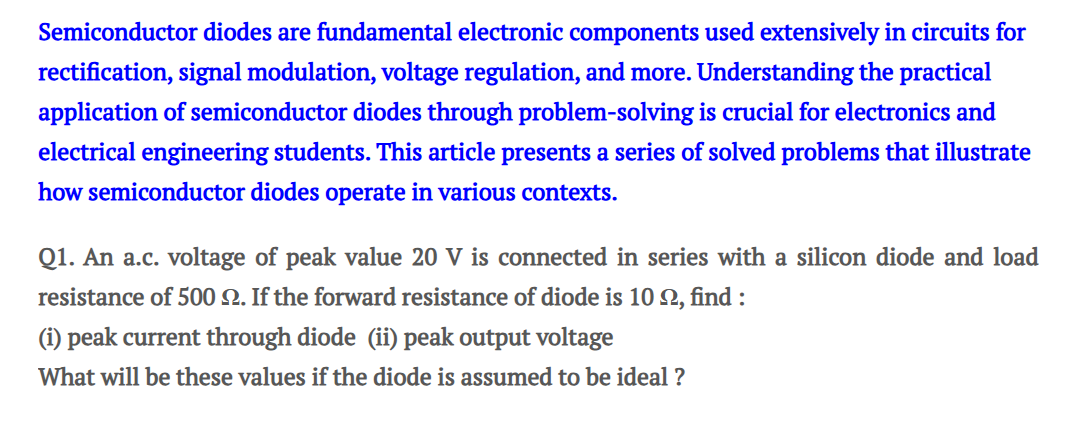 Semiconductor diodes are fundamental electronic components used extensively in circuits for
rectification, signal modulation, voltage regulation, and more. Understanding the practical
application of semiconductor diodes through problem-solving is crucial for electronics and
electrical engineering students. This article presents a series of solved problems that illustrate
how semiconductor diodes operate in various contexts.
Q1. An a.c. voltage of peak value 20 V is connected in series with a silicon diode and load
resistance of 500 Ω. If the forward resistance of diode is 10 Ω, find :
(i) peak current through diode (ii) peak output voltage
What will be these values if the diode is assumed to be ideal ?